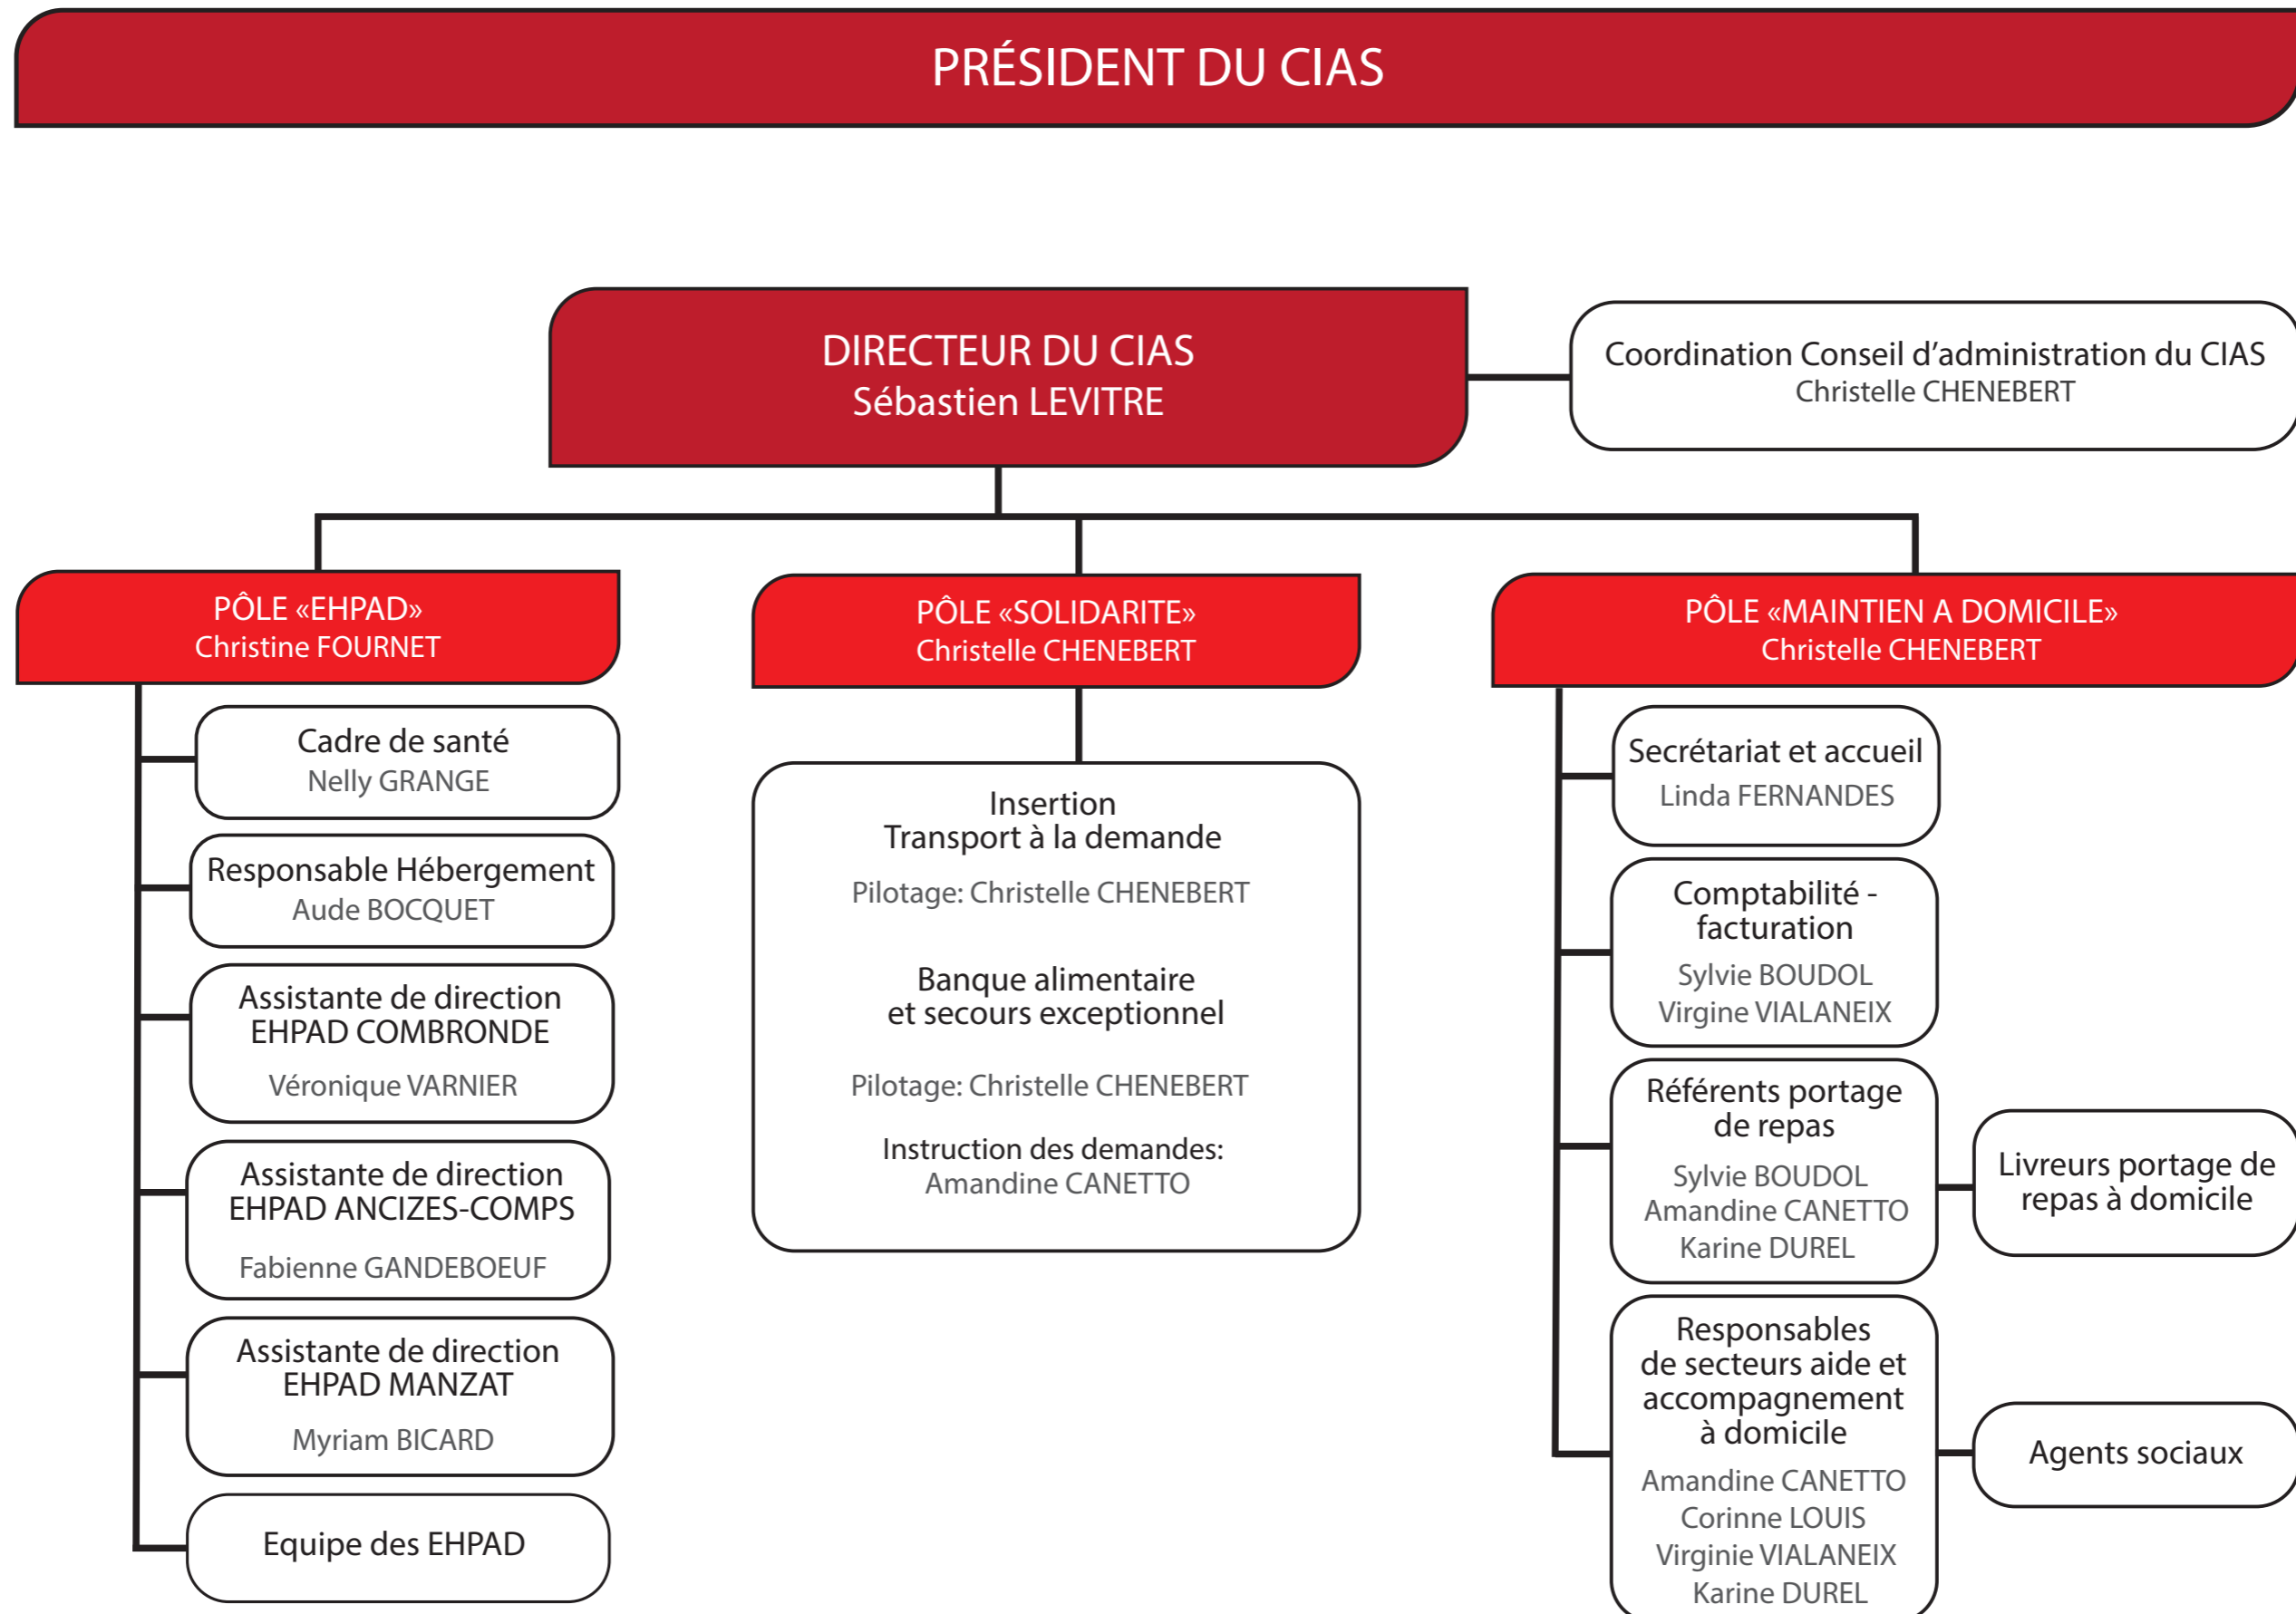 PRÉSIDENT DU CIAS
DIRECTEUR DU CIAS
Sébastien LEVITRE
Coordination Conseil d'administration du CIAS
Christelle CHENEBERT
PÔLE «EHPAD»
Christine FOURNET
Cadre de santé
Nelly GRANGE
Responsable Hébergement
Aude BOCQUET
Assistante de direction
EHPAD COMBRONDE
Véronique VARNIER
Assistante de direction
EHPAD ANCIZES-COMPS
Fabienne GANDEBOEUF
Assistante de direction
EHPAD MANZAT
Myriam BICARD
Equipe des EHPAD
PÔLE «SOLIDARITE»
Christelle CHENEBERT
Insertion
Transport à la demande
Pilotage: Christelle CHENEBERT
Banque alimentaire
et secours exceptionnel
Pilotage: Christelle CHENEBERT
Instruction des demandes:
Amandine CANETTO
PÔLE «MAINTIEN A DOMICILE»
Christelle CHENEBERT
Secrétariat et accueil
Linda FERNANDES
Comptabilité -
facturation
Sylvie BOUDOL
Virgine VIALANEIX
Référents portage
de repas
Sylvie BOUDOL
Amandine CANETTO
Karine DUREL
Livreurs portage de
repas à domicile
Responsables
de secteurs aide et
accompagnement
à domicile
Amandine CANETTO
Corinne LOUIS
Virginie VIALANEIX
Karine DUREL
Agents sociaux